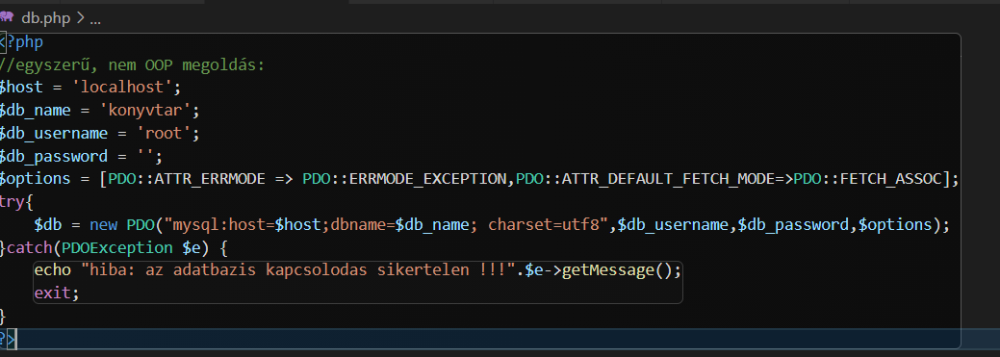 db.php > ...
<?php
//egyszerű, nem OOP megoldás:
$host = 'localhost';
$db_name = 'konyvtar';
$db_username = 'root';
$db_password = '';
$options = [PDO::ATTR_ERRMODE => PDO::ERRMODE_EXCEPTION,PDO::ATTR_DEFAULT_FETCH_MODE=>PDO::FETCH_ASSOC];
try{
    $db = new PDO("mysql:host=$host;dbname=$db_name; charset=utf8",$db_username,$db_password,$options);
}catch(PDOException $e) {
    echo "hiba: az adatbazis kapcsolodas sikertelen !!!".$e->getMessage();
    exit;
}
?>